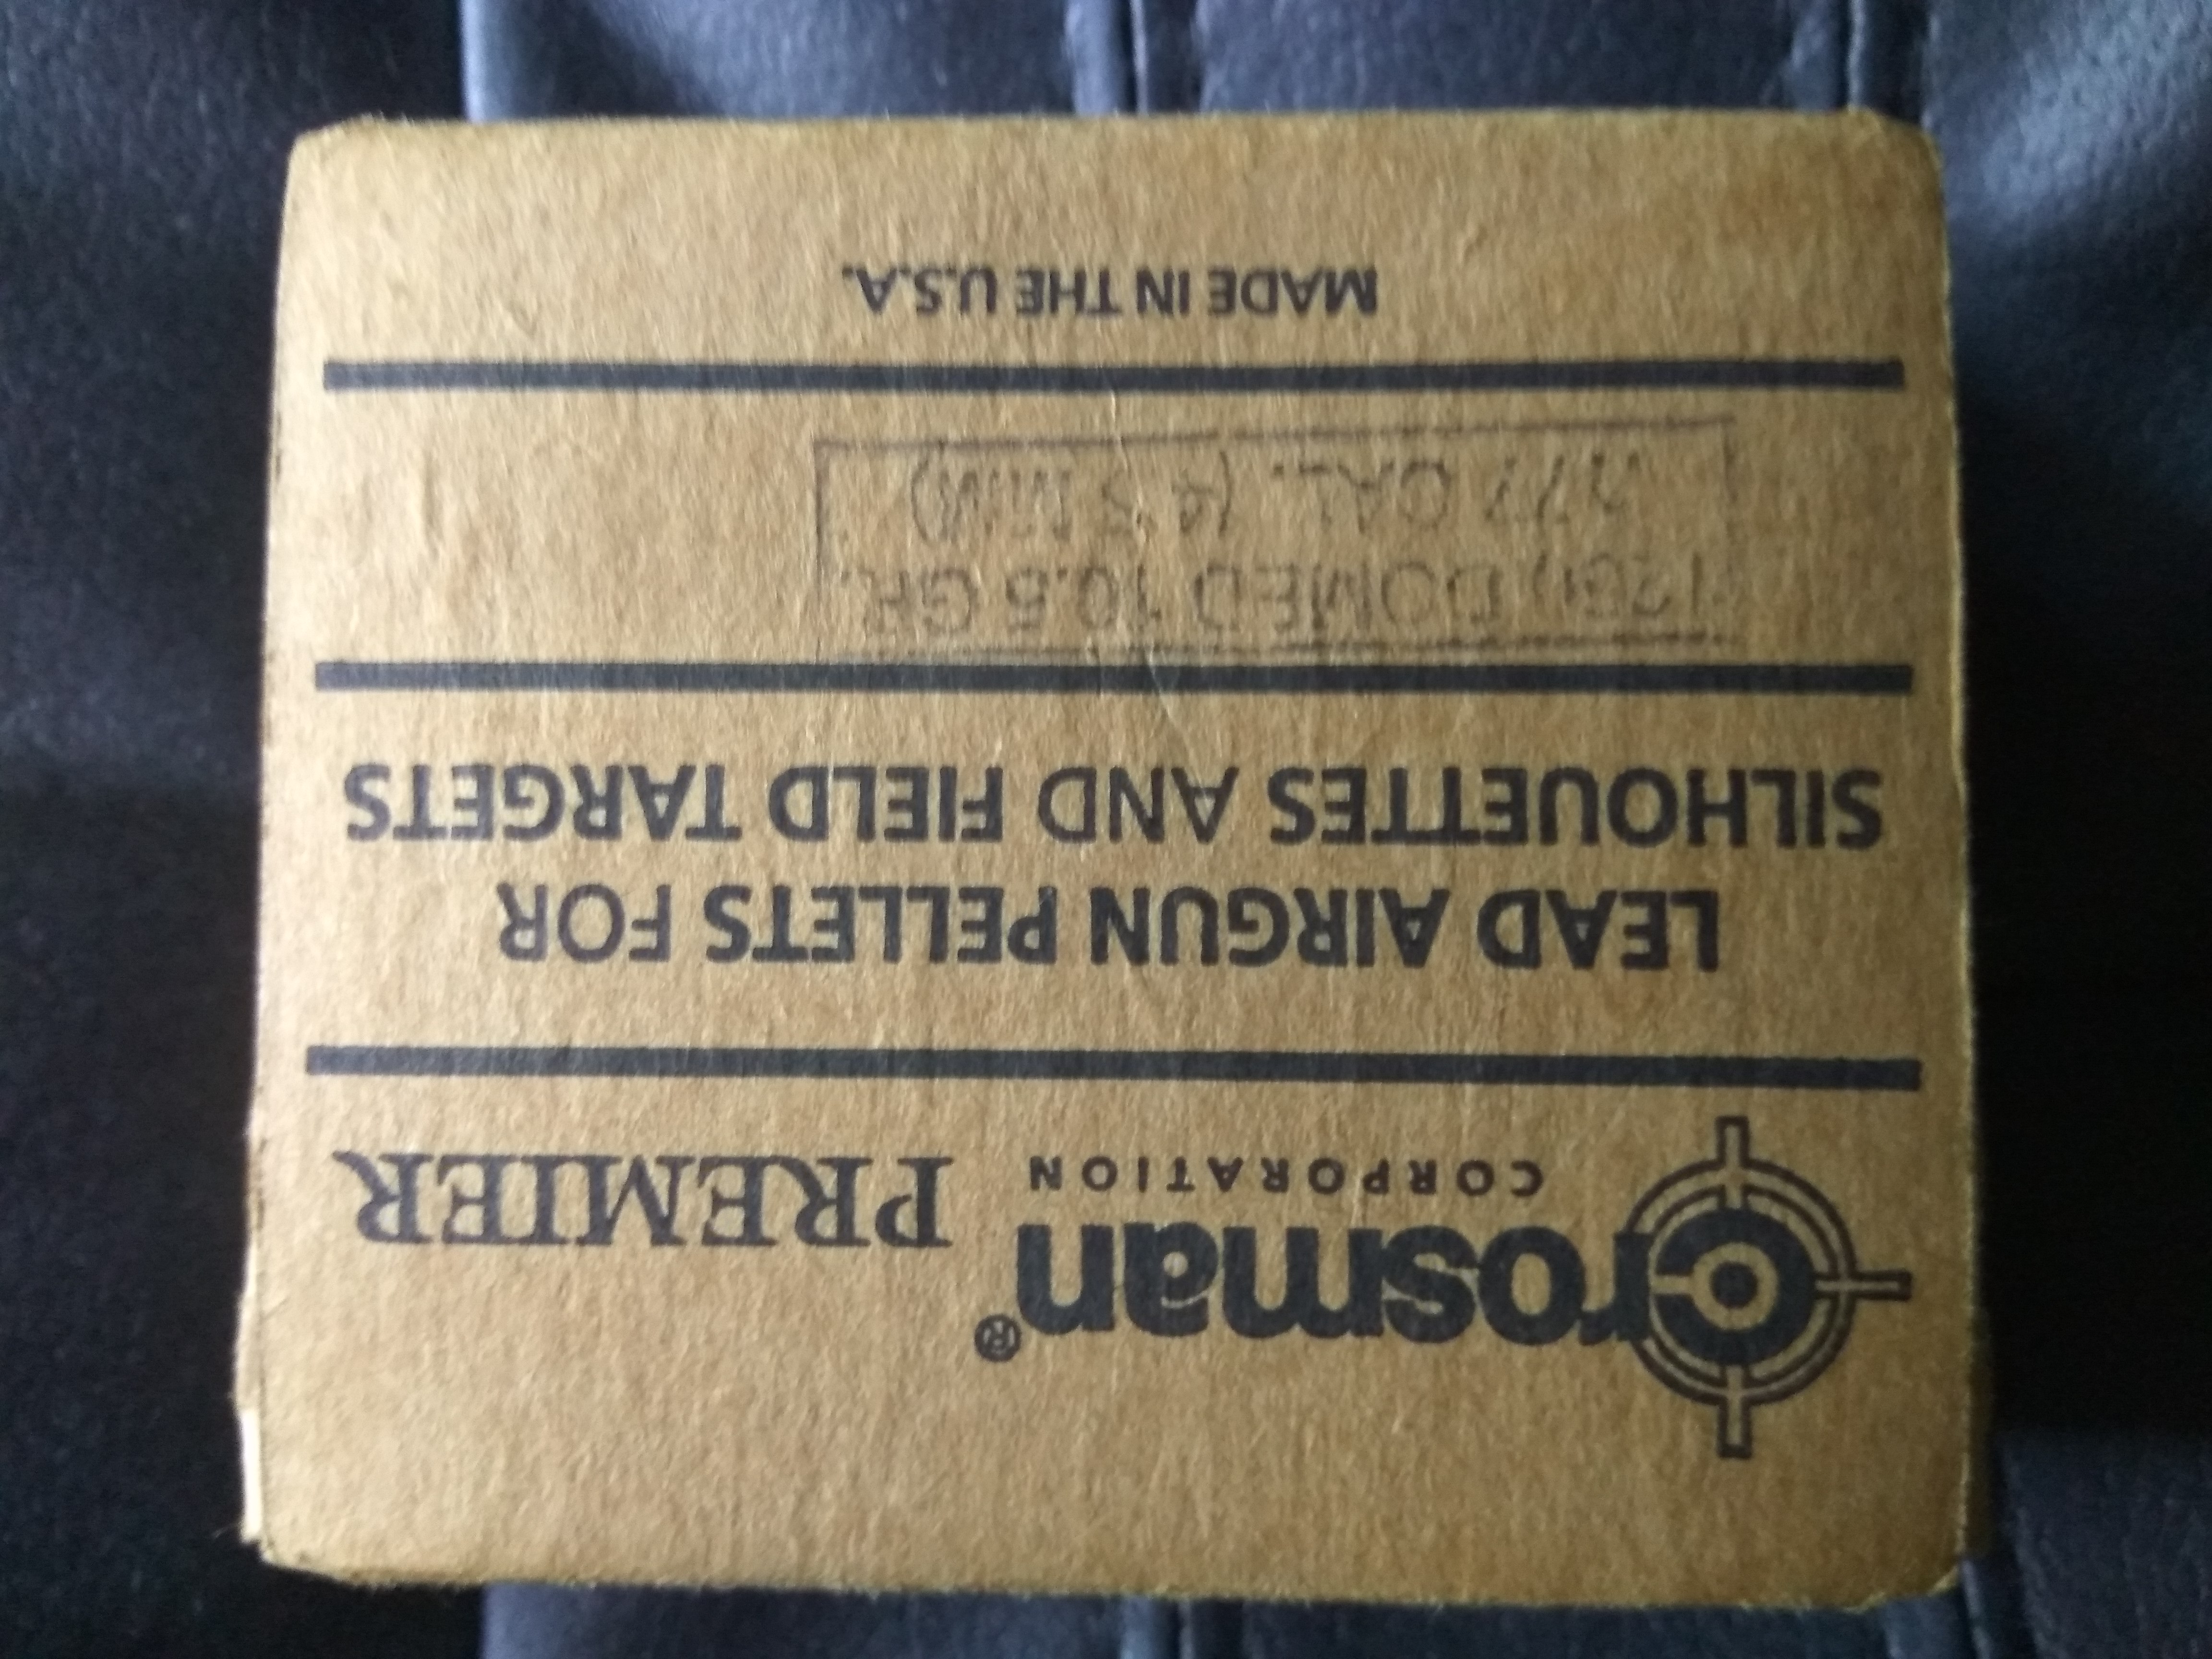 crosman® PREMIER
CORPORATION
LEAD AIRGUN PELLETS FOR
SILHOUETTES AND FIELD TARGETS
DOMED 10.5 GR.
.177 CAL. (4.5 MM)
MADE IN THE U.S.A.